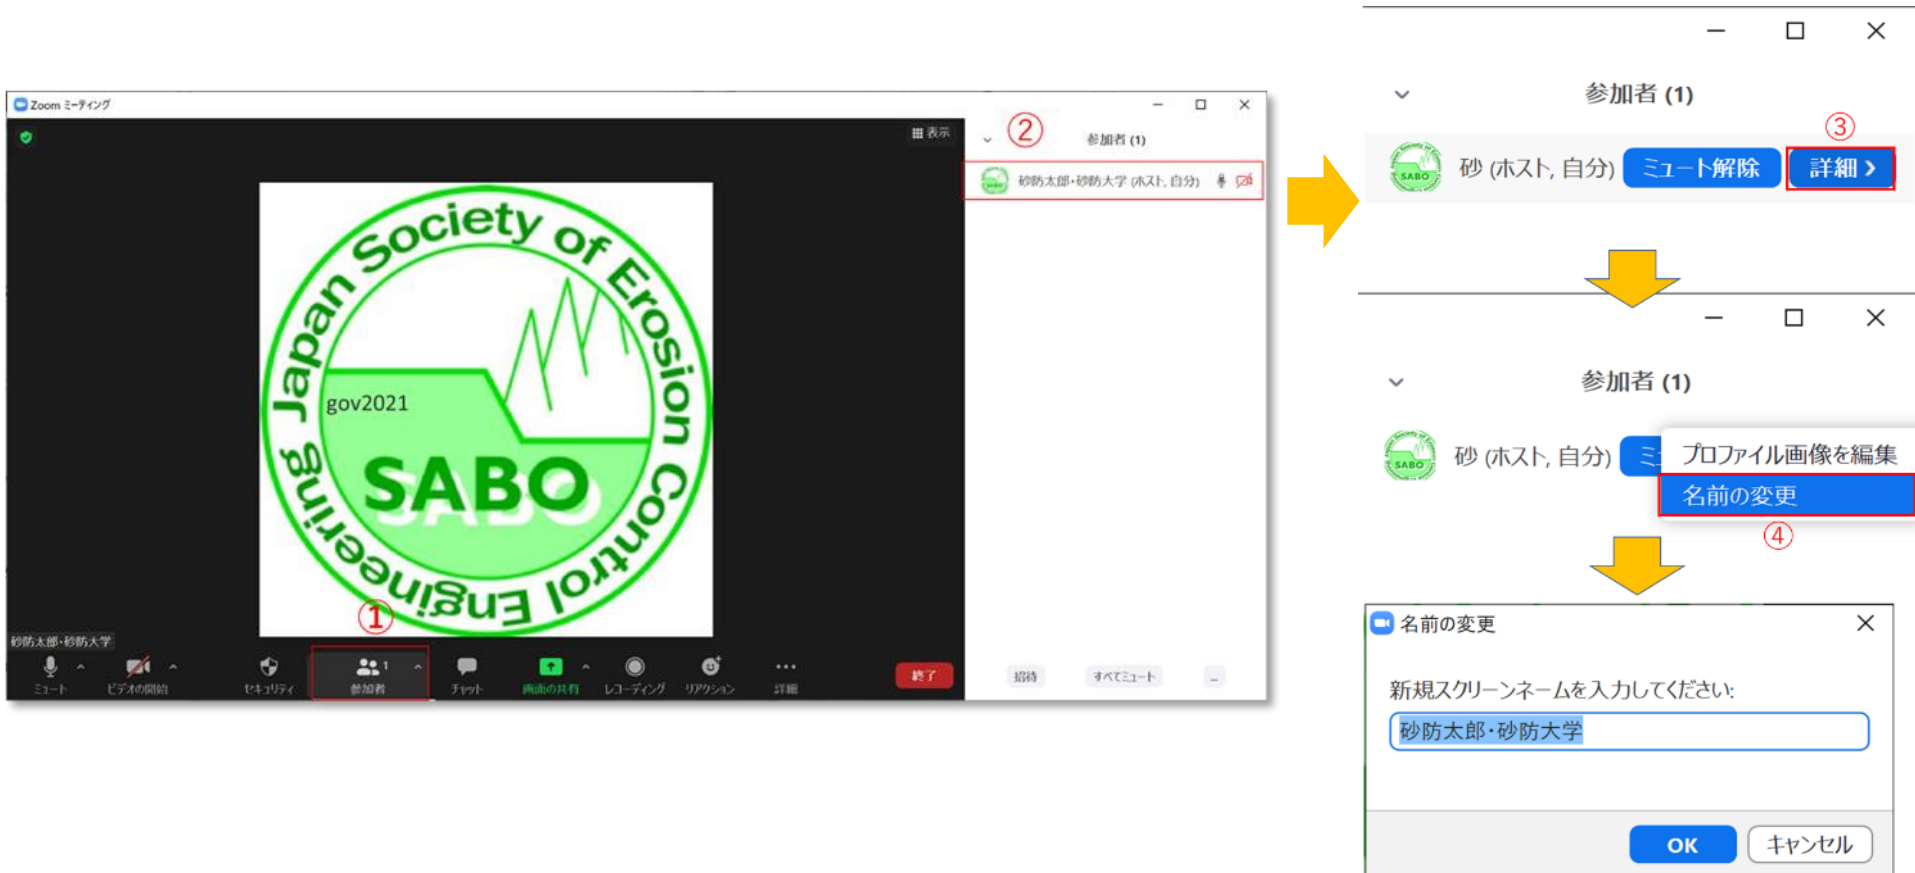 Zoom ミーティング
表示
② 参加者 (1)
砂防太郎・砂防大学 (ホスト, 自分)
Japan Society of Erosion Control Engineering
gov2021
SABO
①
砂防太郎・砂防大学
ミュート ビデオの開始 セキュリティ 1 参加者 チャット 画面の共有 レコーディング リアクション 詳細 終了
招待 すべてミュート ...
参加者 (1)
③
SABO 砂 (ホスト, 自分) ミュート解除 詳細 >
参加者 (1)
SABO 砂 (ホスト, 自分) ミ プロファイル画像を編集
名前の変更
④
名前の変更
新規スクリーンネームを入力してください:
砂防太郎・砂防大学
OK キャンセル